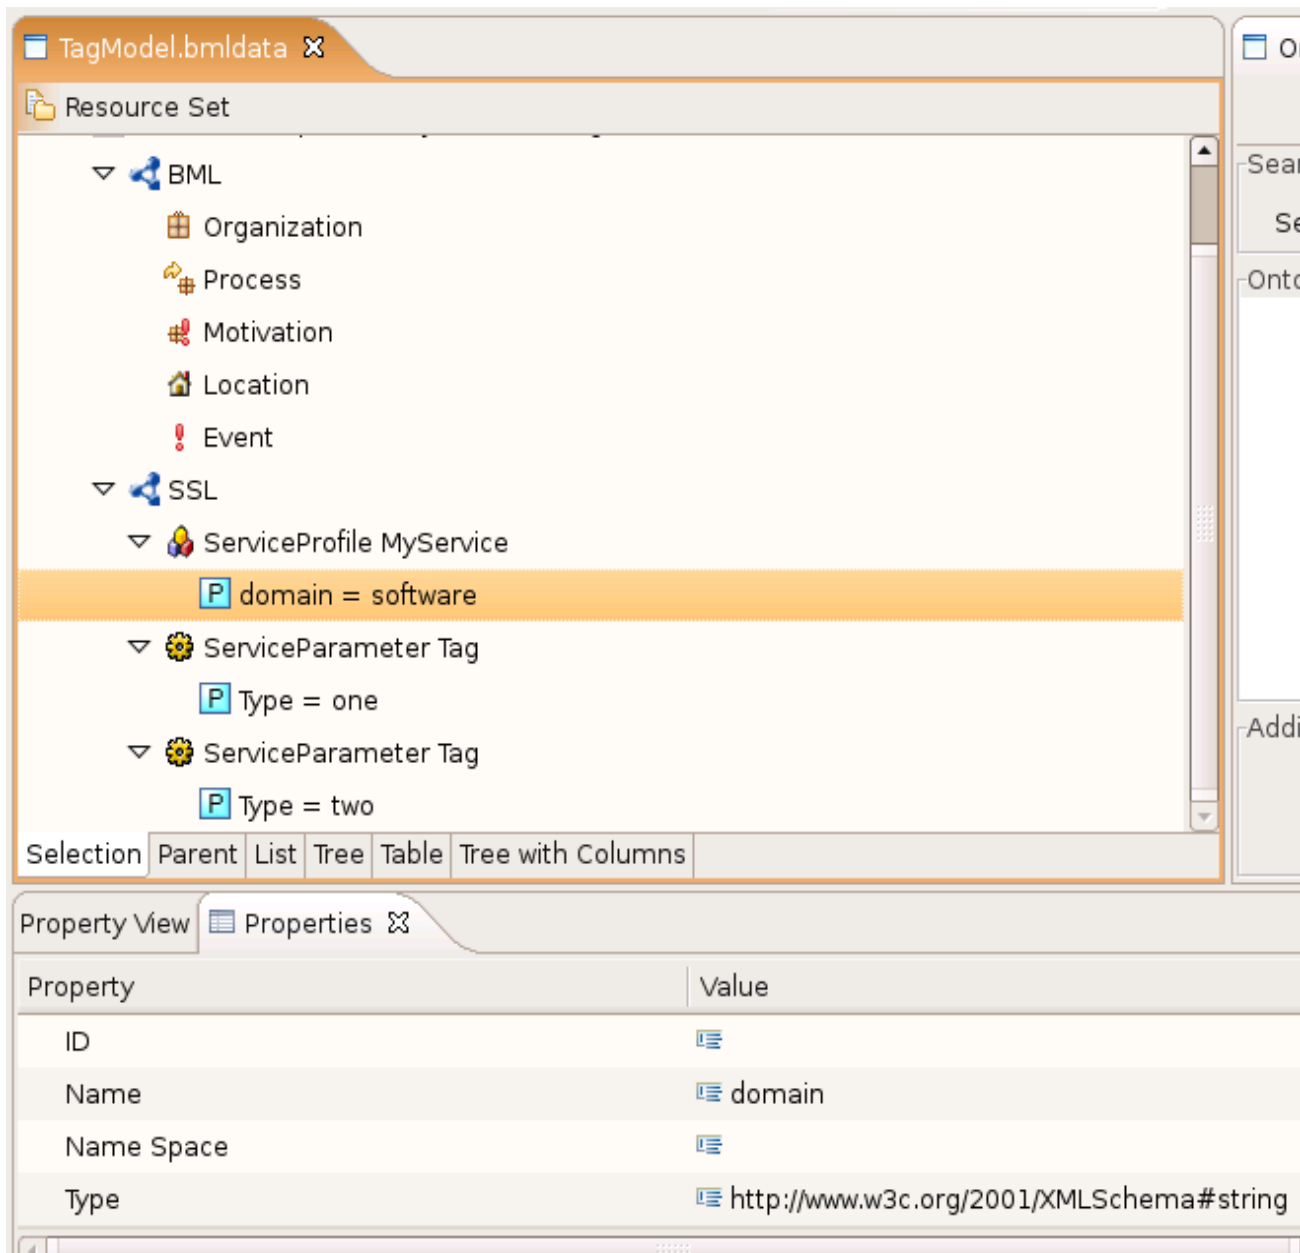 TagModel.bmldata
Resource Set
BML
Organization
Process
Motivation
Location
Event
SSL
ServiceProfile MyService
P domain = software
ServiceParameter Tag
P Type = one
ServiceParameter Tag
P Type = two
Selection Parent List Tree Table Tree with Columns
Property View Properties
Property Value
ID
Name domain
Name Space
Type http://www.w3c.org/2001/XMLSchema#string